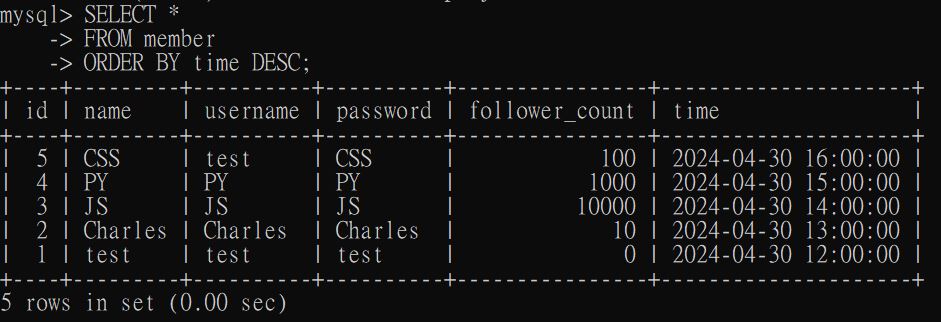 mysql> SELECT *
    -> FROM member
    -> ORDER BY time DESC;
+----+---------+----------+----------+----------------+---------------------+
| id | name    | username | password | follower_count | time                |
+----+---------+----------+----------+----------------+---------------------+
|  5 | CSS     | test     | CSS      |            100 | 2024-04-30 16:00:00 |
|  4 | PY      | PY       | PY       |           1000 | 2024-04-30 15:00:00 |
|  3 | JS      | JS       | JS       |          10000 | 2024-04-30 14:00:00 |
|  2 | Charles | Charles  | Charles  |             10 | 2024-04-30 13:00:00 |
|  1 | test    | test     | test     |              0 | 2024-04-30 12:00:00 |
+----+---------+----------+----------+----------------+---------------------+
5 rows in set (0.00 sec)